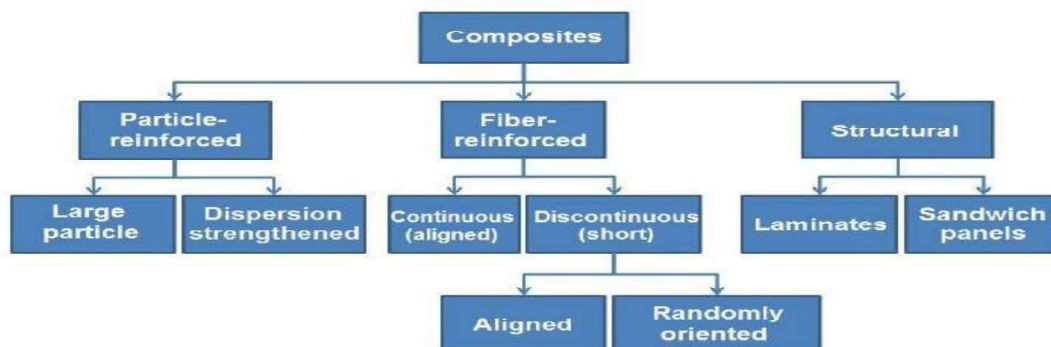 Composites
Particle-
reinforced
Fiber-
reinforced
Structural
Large
particle
Dispersion
strengthened
Continuous
(aligned)
Discontinuous
(short)
Laminates
Sandwich
panels
Aligned
Randomly
oriented